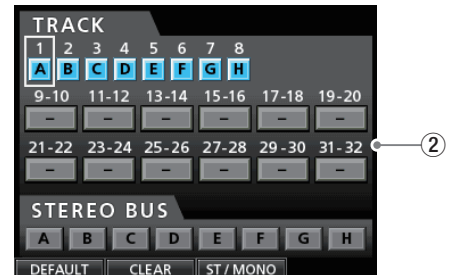 TRACK
1 2 3 4 5 6 7 8
A B C D E F G H
9-10 11-12 13-14 15-16 17-18 19-20
– – – – – –
21-22 23-24 25-26 27-28 29-30 31-32
– – – – – –
②
STEREO BUS
A B C D E F G H
DEFAULT CLEAR ST / MONO